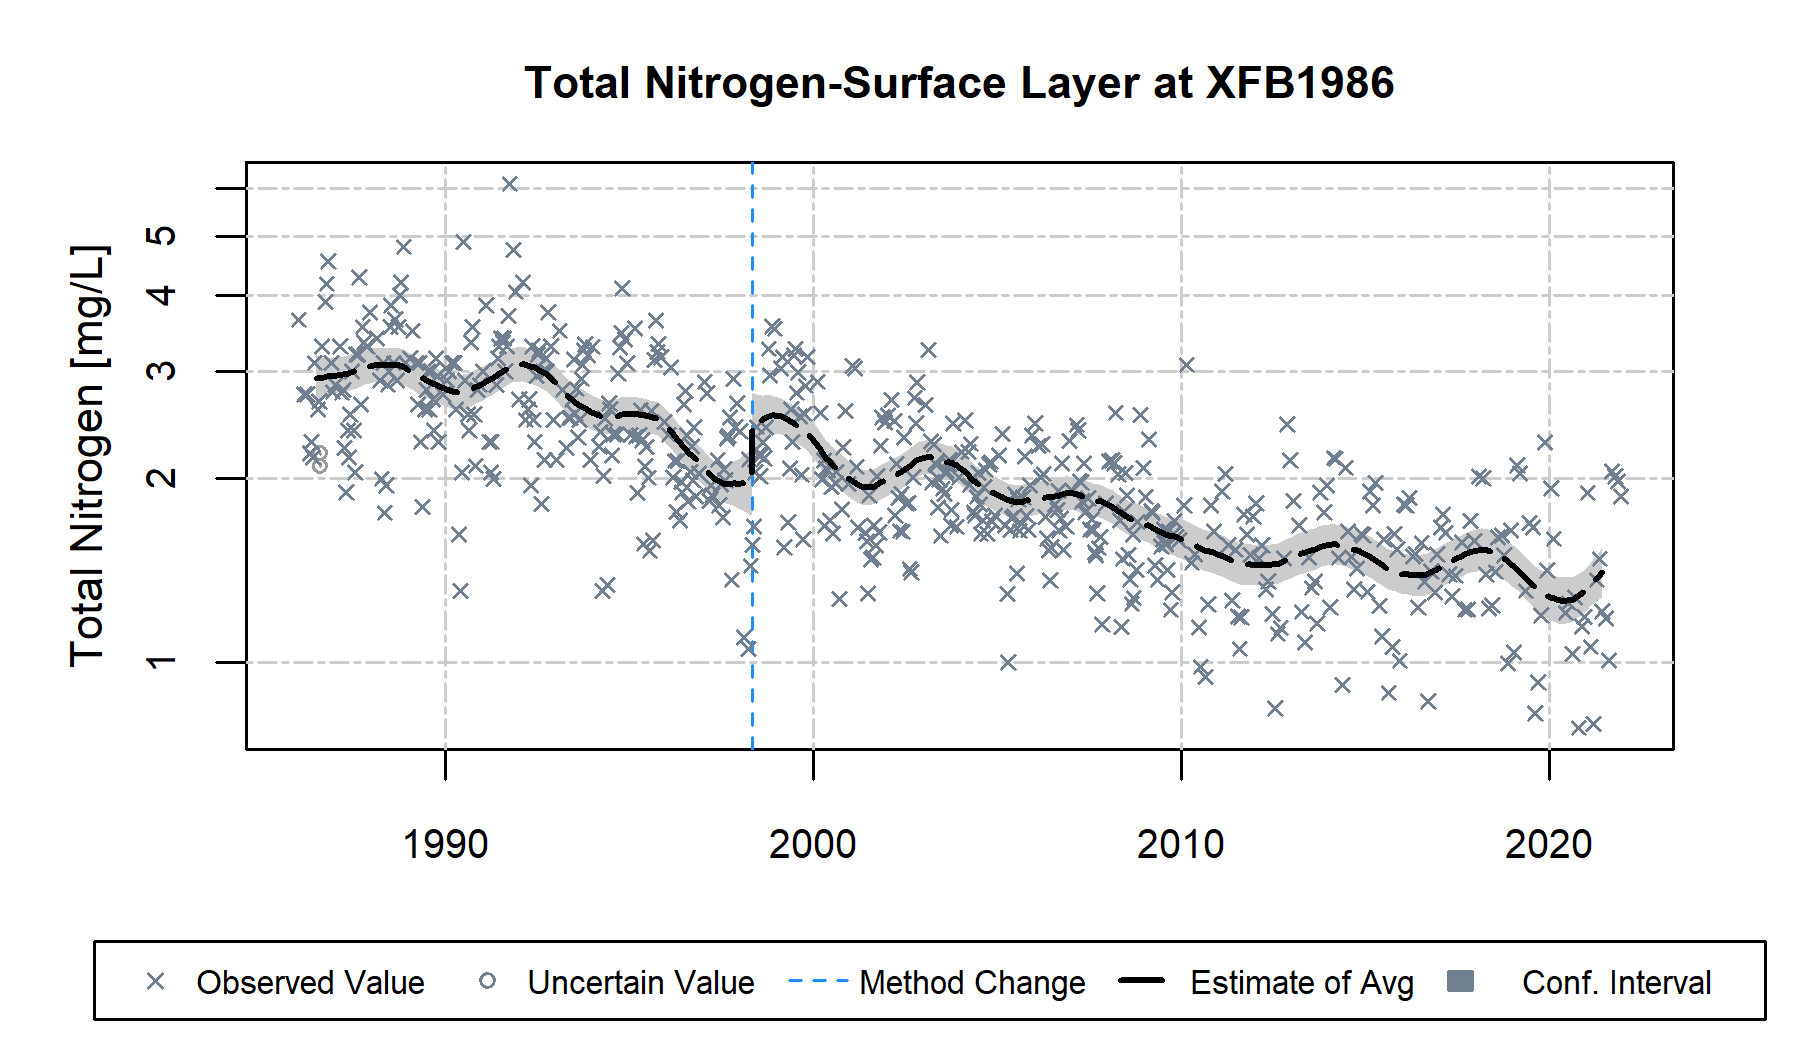 Total Nitrogen-Surface Layer at XFB1986
Total Nitrogen [mg/L]
5
4
3
2
1
1990 2000 2010 2020
Observed Value Uncertain Value Method Change Estimate of Avg Conf. Interval